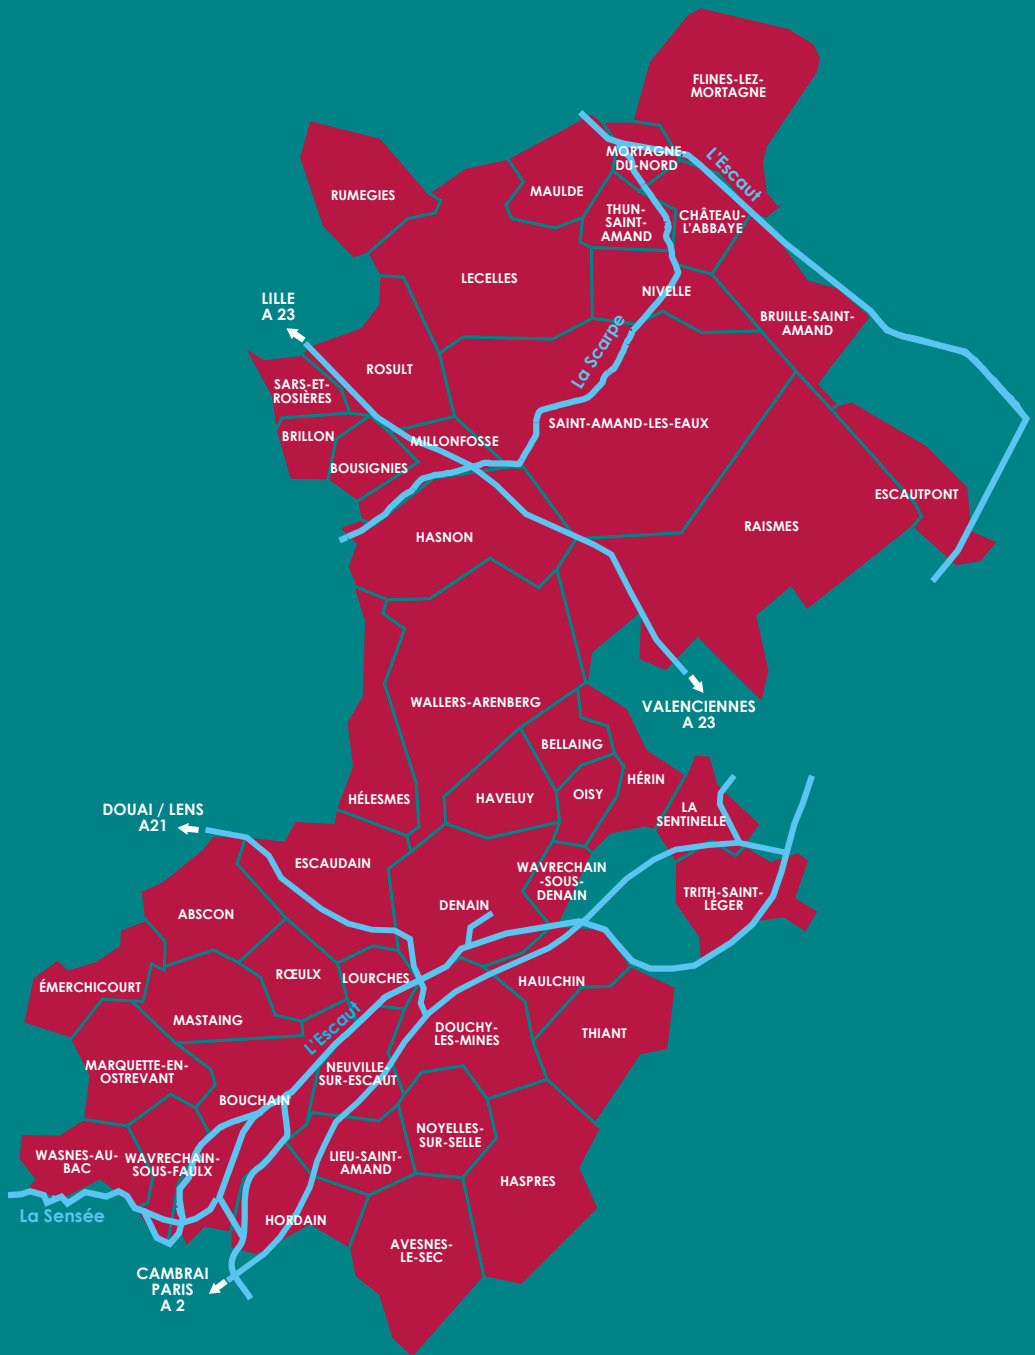 FLINES-LEZ-
MORTAGNE
MORTAGNE-
DU-NORD
L'Escaut
RUMEGIES
MAULDE
THUN-
SAINT-
AMAND
CHÂTEAU-
L'ABBAYE
LECELLES
NIVELLE
LILLE
A 23
BRUILLE-SAINT-
AMAND
La Scarpe
ROSULT
SARS-ET-
ROSIÈRES
SAINT-AMAND-LES-EAUX
BRILLON
MILLONFOSSE
BOUSIGNIES
ESCAUTPONT
RAISMES
HASNON
WALLERS-ARENBERG
VALENCIENNES
A 23
BELLAING
HÉRIN
OISY
HAVELUY
HÉLESMES
LA
SENTINELLE
DOUAI / LENS
A21
ESCAUDAIN
WAVRECHAIN
-SOUS-
DENAIN
TRITH-SAINT-
LÉGER
DENAIN
ABSCON
RŒULX
LOURCHES
HAULCHIN
ÉMERCHICOURT
MASTAING
L'Escaut
DOUCHY-
LES-MINES
THIANT
MARQUETTE-EN-
OSTREVANT
NEUVILLE-
SUR-ESCAUT
BOUCHAIN
NOYELLES-
SUR-SELLE
WASNES-AU-
BAC
WAVRECHAIN-
SOUS-FAULX
LIEU-SAINT-
AMAND
HASPRES
La Sensée
HORDAIN
AVESNES-
LE-SEC
CAMBRAI
PARIS
A 2